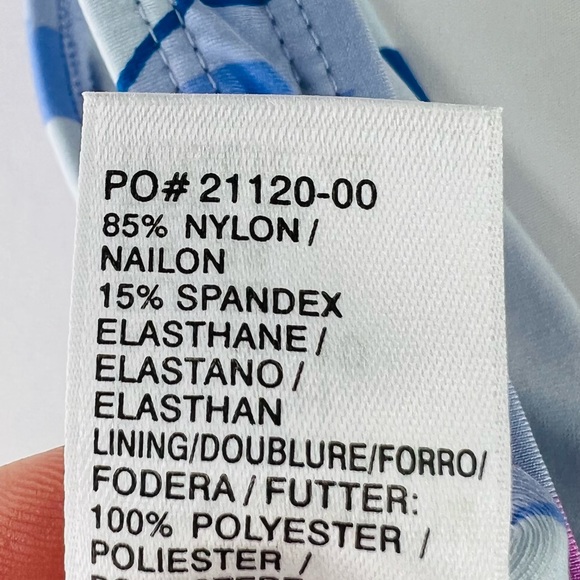 PO# 21120-00
85% NYLON /
NAILON
15% SPANDEX
ELASTHANE /
ELASTANO /
ELASTHAN
LINING/DOUBLURE/FORRO/
FODERA / FUTTER:
100% POLYESTER /
POLIESTER /